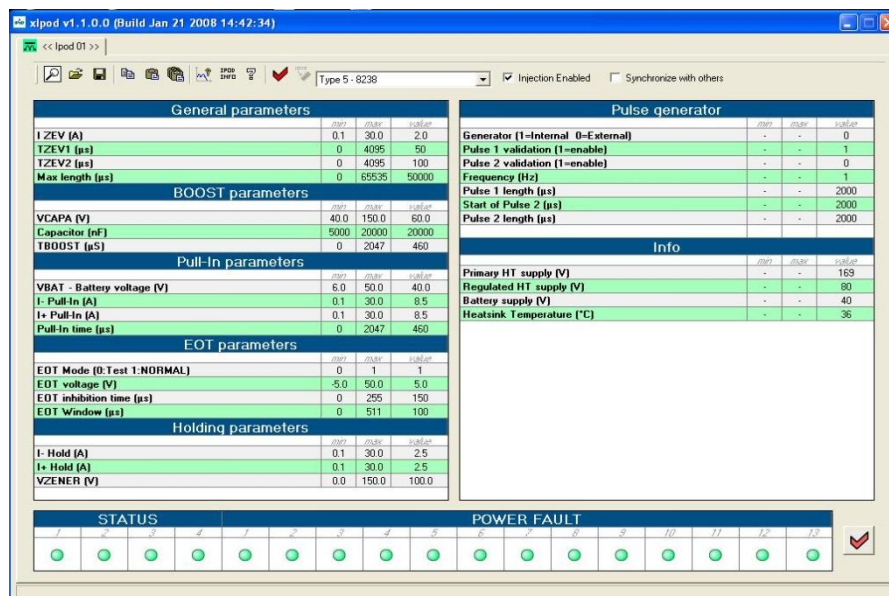 xIpod v1.1.0.0 (Build Jan 21 2008 14:42:34)
<< Ipod 01 >>
IPOD INFO
Type 5 - 8238
Injection Enabled
Synchronize with others
General parameters
min max value
I ZEV (A) 0.1 30.0 2.0
TZEV1 (µs) 0 4095 50
TZEV2 (µs) 0 4095 100
Max length (µs) 0 65535 50000
BOOST parameters
min max value
VCAPA (V) 40.0 150.0 60.0
Capacitor (nF) 5000 20000 20000
TBOOST (µS) 0 2047 460
Pull-In parameters
min max value
VBAT - Battery voltage (V) 6.0 50.0 40.0
I- Pull-In (A) 0.1 30.0 8.5
I+ Pull-In (A) 0.1 30.0 8.5
Pull-In time (µs) 0 2047 460
EOT parameters
min max value
EOT Mode (0:Test 1:NORMAL) 0 1 1
EOT voltage (V) -5.0 50.0 5.0
EOT inhibition time (µs) 0 255 150
EOT Window (µs) 0 511 100
Holding parameters
min max value
I- Hold (A) 0.1 30.0 2.5
I+ Hold (A) 0.1 30.0 2.5
VZENER (V) 0.0 150.0 100.0
Pulse generator
min max value
Generator (1=Internal 0=External) - - 0
Pulse 1 validation (1=enable) - - 1
Pulse 2 validation (1=enable) - - 0
Frequency (Hz) - - 1
Pulse 1 length (µs) - - 2000
Start of Pulse 2 (µs) - - 2000
Pulse 2 length (µs) - - 2000
Info
min max value
Primary HT supply (V) - - 169
Regulated HT supply (V) - - 80
Battery supply (V) - - 40
Heatsink Temperature (°C) - - 36
STATUS POWER FAULT
1 2 3 4 1 2 3 4 5 6 7 8 9 10 11 12 13